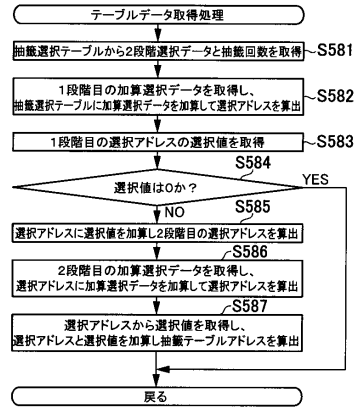 テーブルデータ取得処理
抽籤選択テーブルから2段階選択データと抽籤回数を取得
S581
1段階目の加算選択データを取得し、
抽籤選択テーブルに加算選択データを加算して選択アドレスを算出
S582
1段階目の選択アドレスの選択値を取得
S583
S584
選択値は0か？
YES
NO
S585
選択アドレスに選択値を加算し2段階目の選択アドレスを算出
S586
2段階目の加算選択データを取得し、
選択アドレスに加算選択データを加算して選択アドレスを算出
S587
選択アドレスから選択値を取得し、
選択アドレスと選択値を加算し抽籤テーブルアドレスを算出
戻る